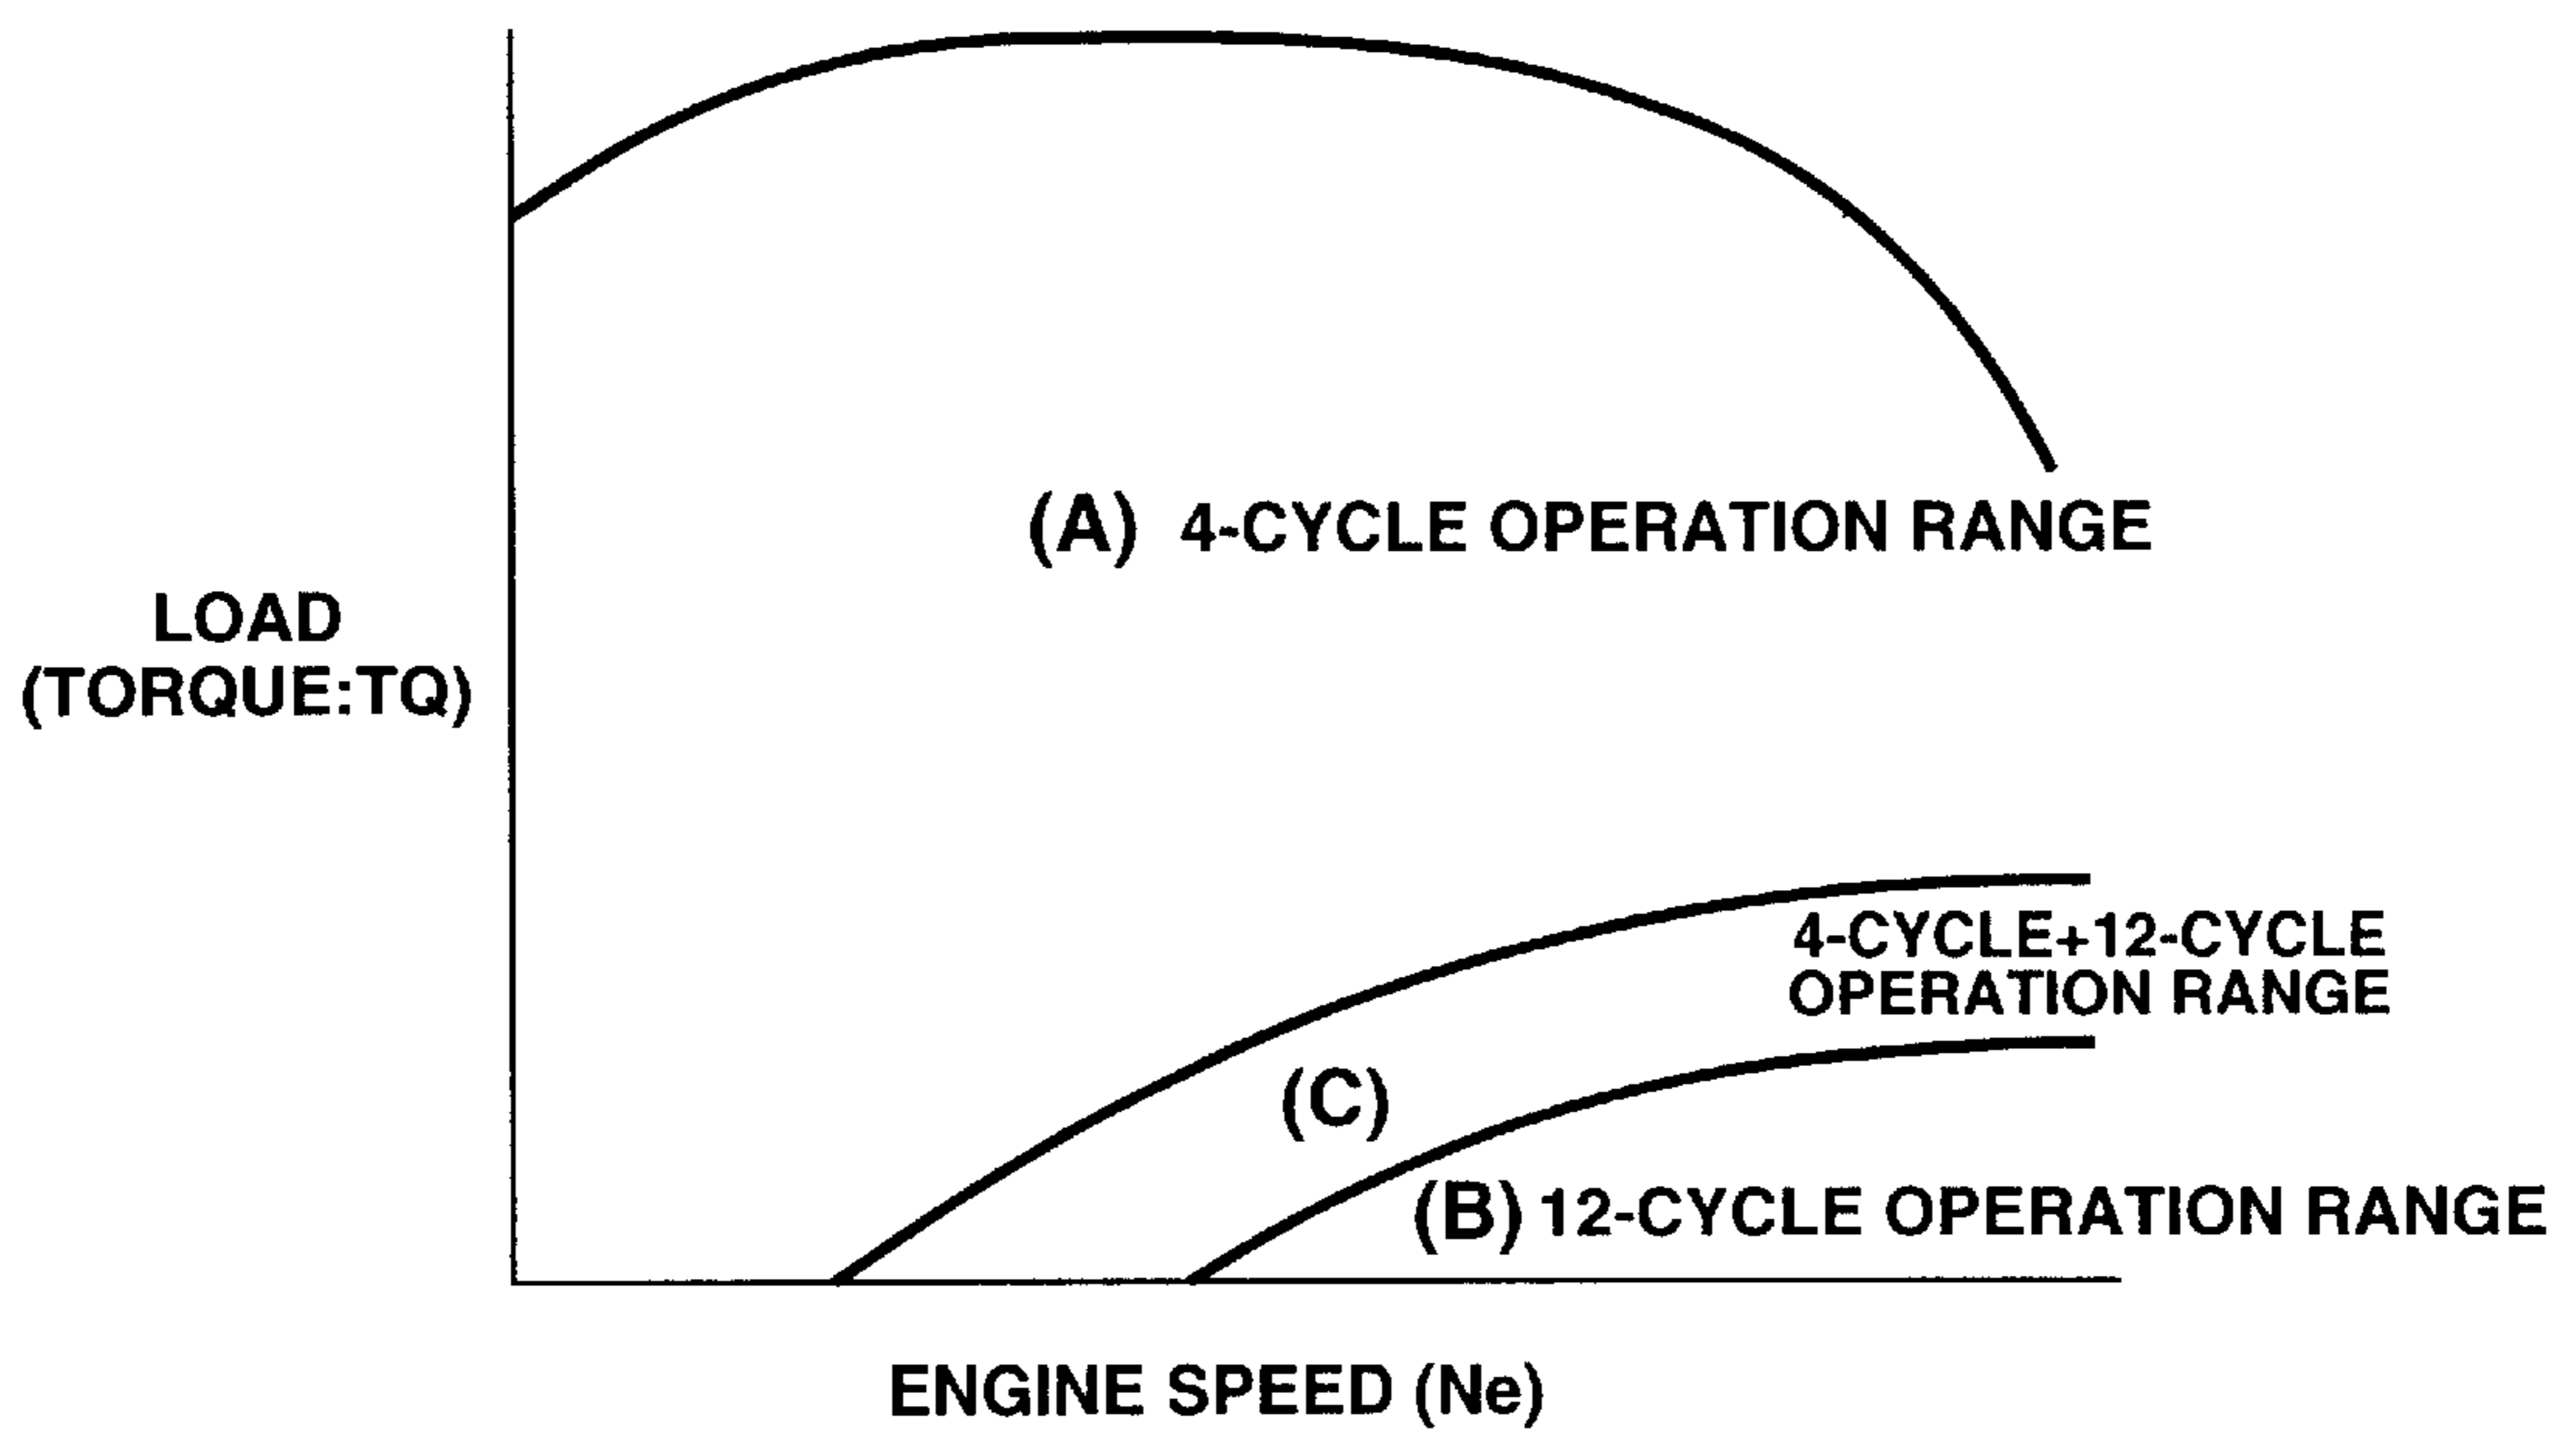 (A) 4-CYCLE OPERATION RANGE
LOAD
(TORQUE:TQ)
4-CYCLE+12-CYCLE
OPERATION RANGE
(C)
(B) 12-CYCLE OPERATION RANGE
ENGINE SPEED (Ne)